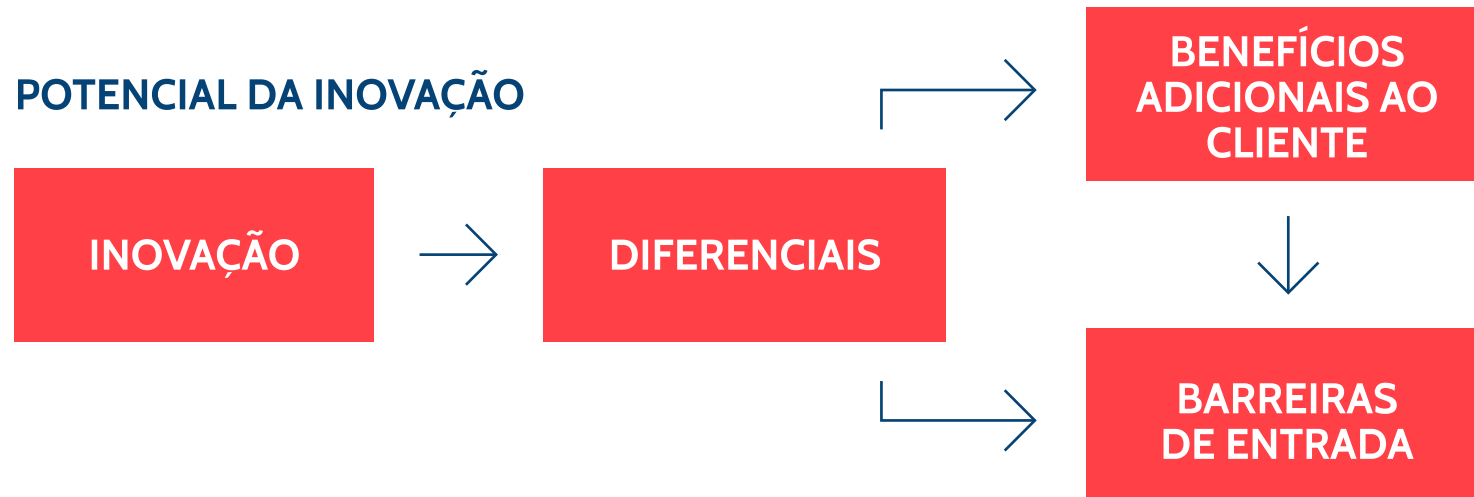 POTENCIAL DA INOVAÇÃO
INOVAÇÃO
DIFERENCIAIS
BENEFÍCIOS
ADICIONAIS AO
CLIENTE
BARREIRAS
DE ENTRADA